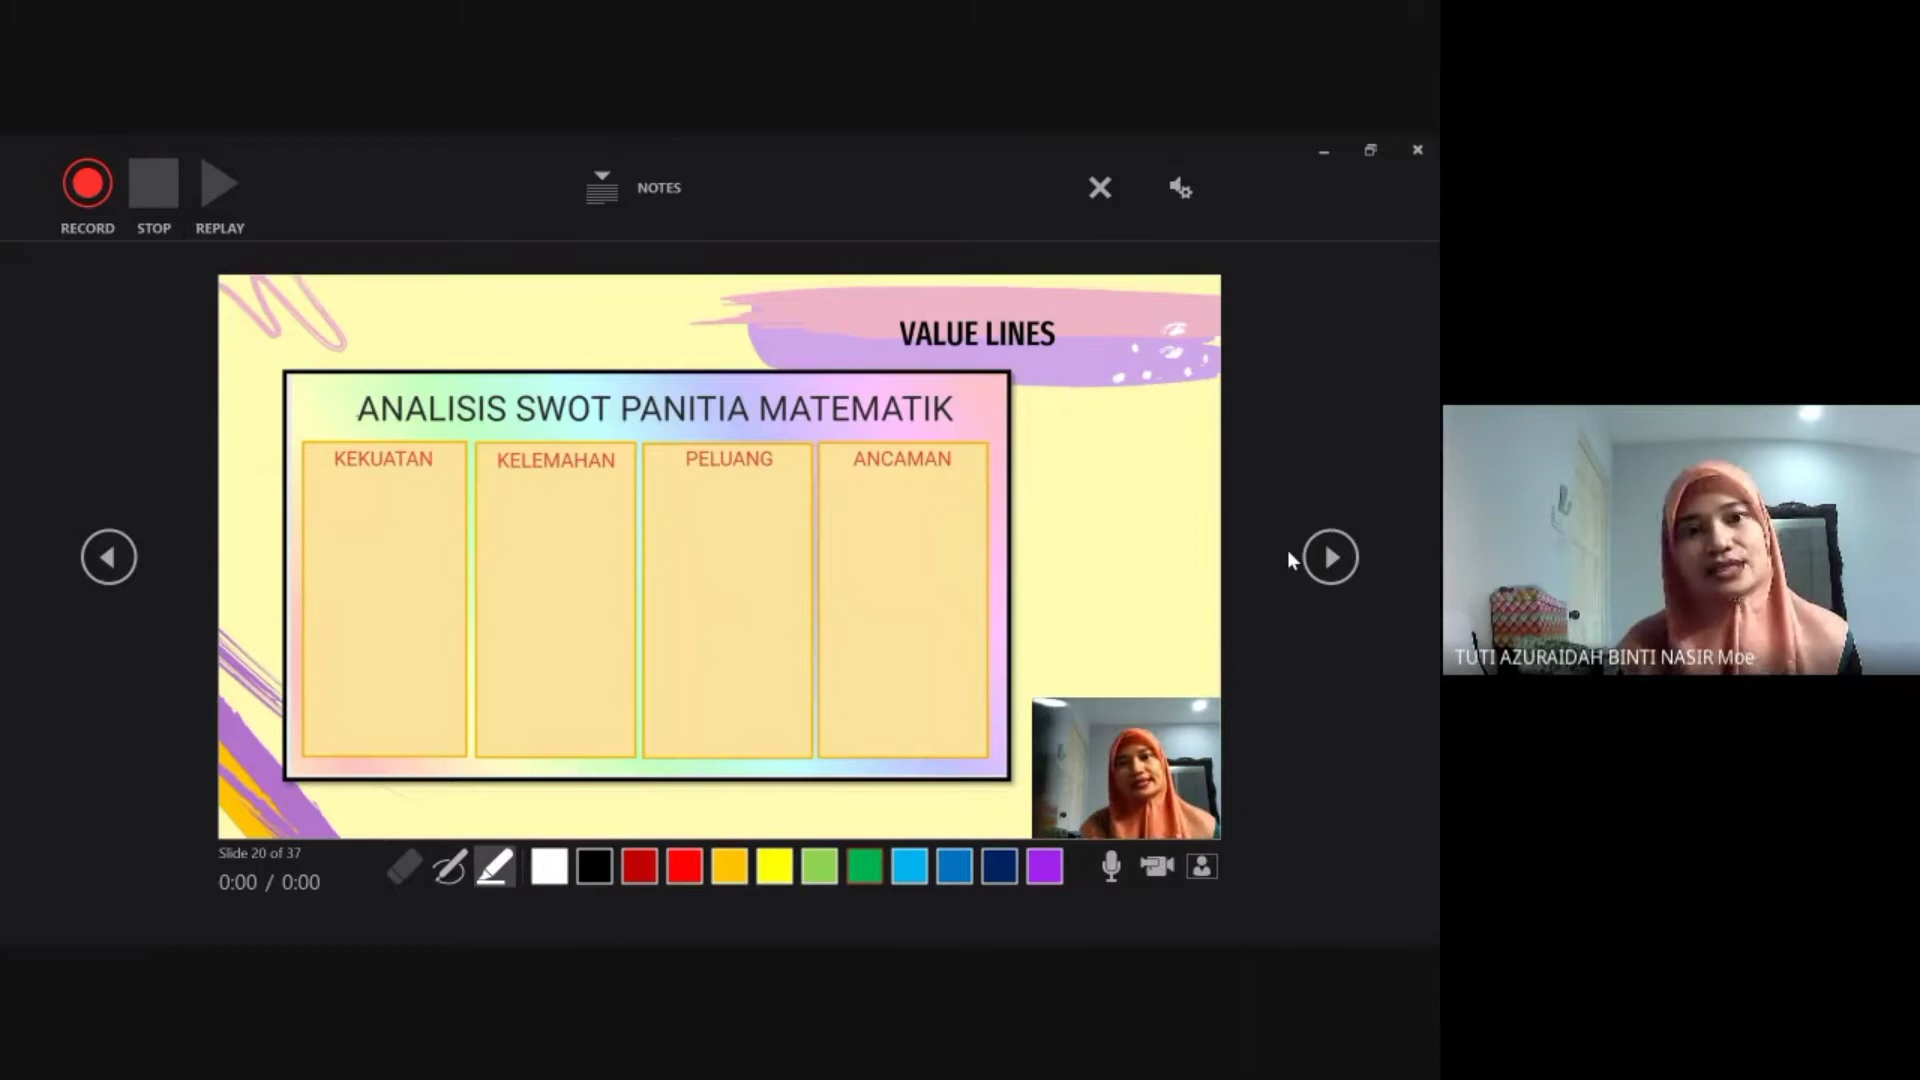 RECORD
STOP
REPLAY
NOTES
VALUE LINES
ANALISIS SWOT PANITIA MATEMATIK
KEKUATAN
KELEMAHAN
PELUANG
ANCAMAN
TUTI AZURAIDAH BINTI NASIR Moe
Slide 20 of 37
0:00 / 0:00